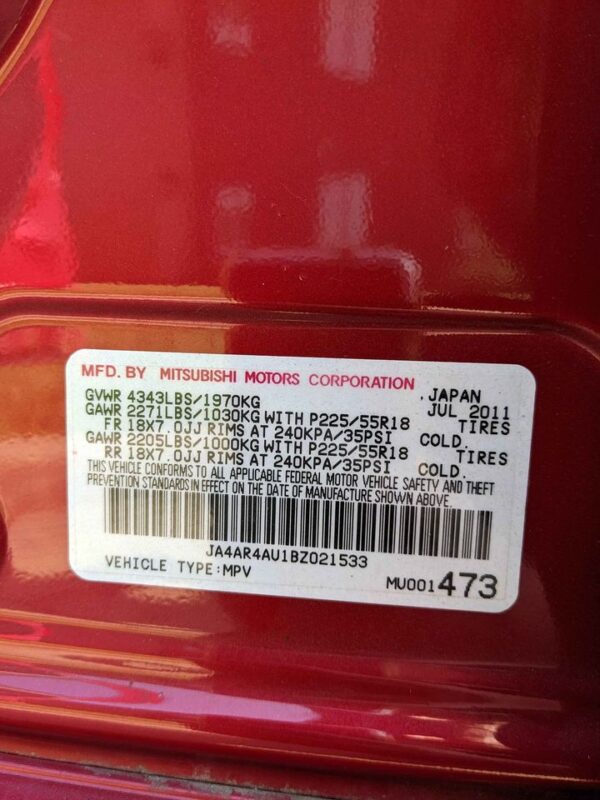 MFD. BY MITSUBISHI MOTORS CORPORATION , JAPAN
GVWR 4343LBS/1970KG JUL 2011
GAWR 2271LBS/1030KG WITH P225/55R18 TIRES
FR 18X7.0JJ RIMS AT 240KPA/35PSI COLD.
GAWR 2205LBS/1000KG WITH P225/55R18 TIRES
RR 18X7.0JJ RIMS AT 240KPA/35PSI COLD.
THIS VEHICLE CONFORMS TO ALL APPLICABLE FEDERAL MOTOR VEHICLE SAFETY AND THEFT
PREVENTION STANDARDS IN EFFECT ON THE DATE OF MANUFACTURE SHOWN ABOVE.
JA4AR4AU1BZ021533
VEHICLE TYPE:MPV MU001473